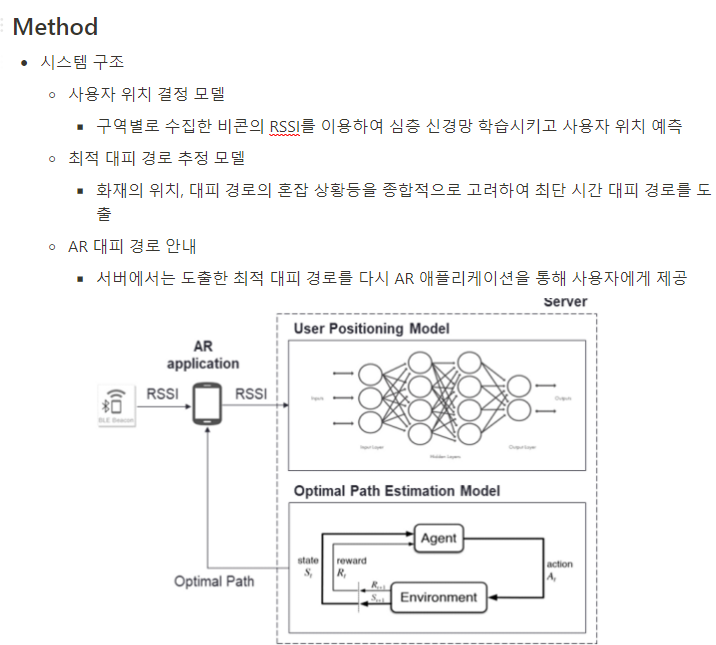 Method
시스템 구조
사용자 위치 결정 모델
구역별로 수집한 비콘의 RSSI를 이용하여 심층 신경망 학습시키고 사용자 위치 예측
최적 대피 경로 추정 모델
화재의 위치, 대피 경로의 혼잡 상황등을 종합적으로 고려하여 최단 시간 대피 경로를 도
출
AR 대피 경로 안내
서버에서는 도출한 최적 대피 경로를 다시 AR 애플리케이션을 통해 사용자에게 제공
Server
User Positioning Model
AR
application
RSSI
RSSI
BLE Beacon
Inputs
Outputs
Input Layer
Hidden Layers
Output Layer
Optimal Path Estimation Model
Agent
state
S_t
reward
R_t
action
A_t
R_{t+1}
S_{t+1}
Environment
Optimal Path